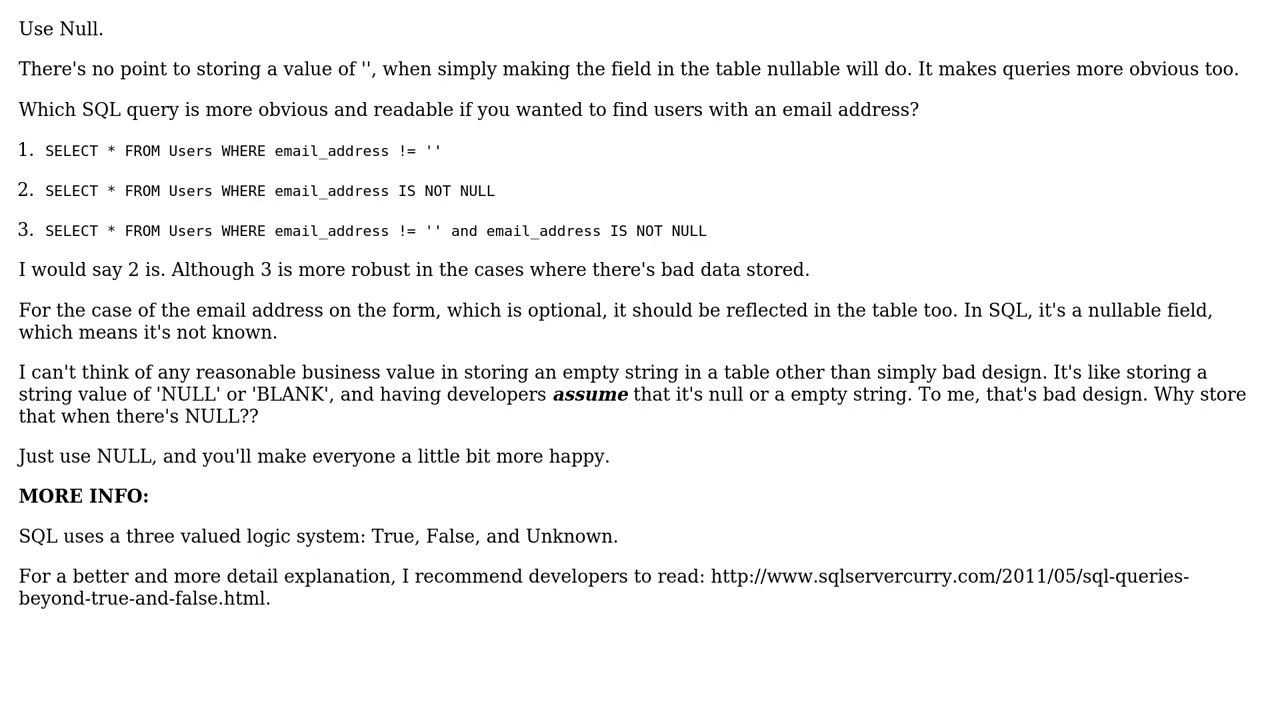 Use Null.
There's no point to storing a value of '', when simply making the field in the table nullable will do. It makes queries more obvious too.
Which SQL query is more obvious and readable if you wanted to find users with an email address?
1. SELECT * FROM Users WHERE email_address != ''
2. SELECT * FROM Users WHERE email_address IS NOT NULL
3. SELECT * FROM Users WHERE email_address != '' and email_address IS NOT NULL
I would say 2 is. Although 3 is more robust in the cases where there's bad data stored.
For the case of the email address on the form, which is optional, it should be reflected in the table too. In SQL, it's a nullable field,
which means it's not known.
I can't think of any reasonable business value in storing an empty string in a table other than simply bad design. It's like storing a
string value of 'NULL' or 'BLANK', and having developers assume that it's null or a empty string. To me, that's bad design. Why store
that when there's NULL??
Just use NULL, and you'll make everyone a little bit more happy.
MORE INFO:
SQL uses a three valued logic system: True, False, and Unknown.
For a better and more detail explanation, I recommend developers to read: http://www.sqlservercurry.com/2011/05/sql-queries-
beyond-true-and-false.html.